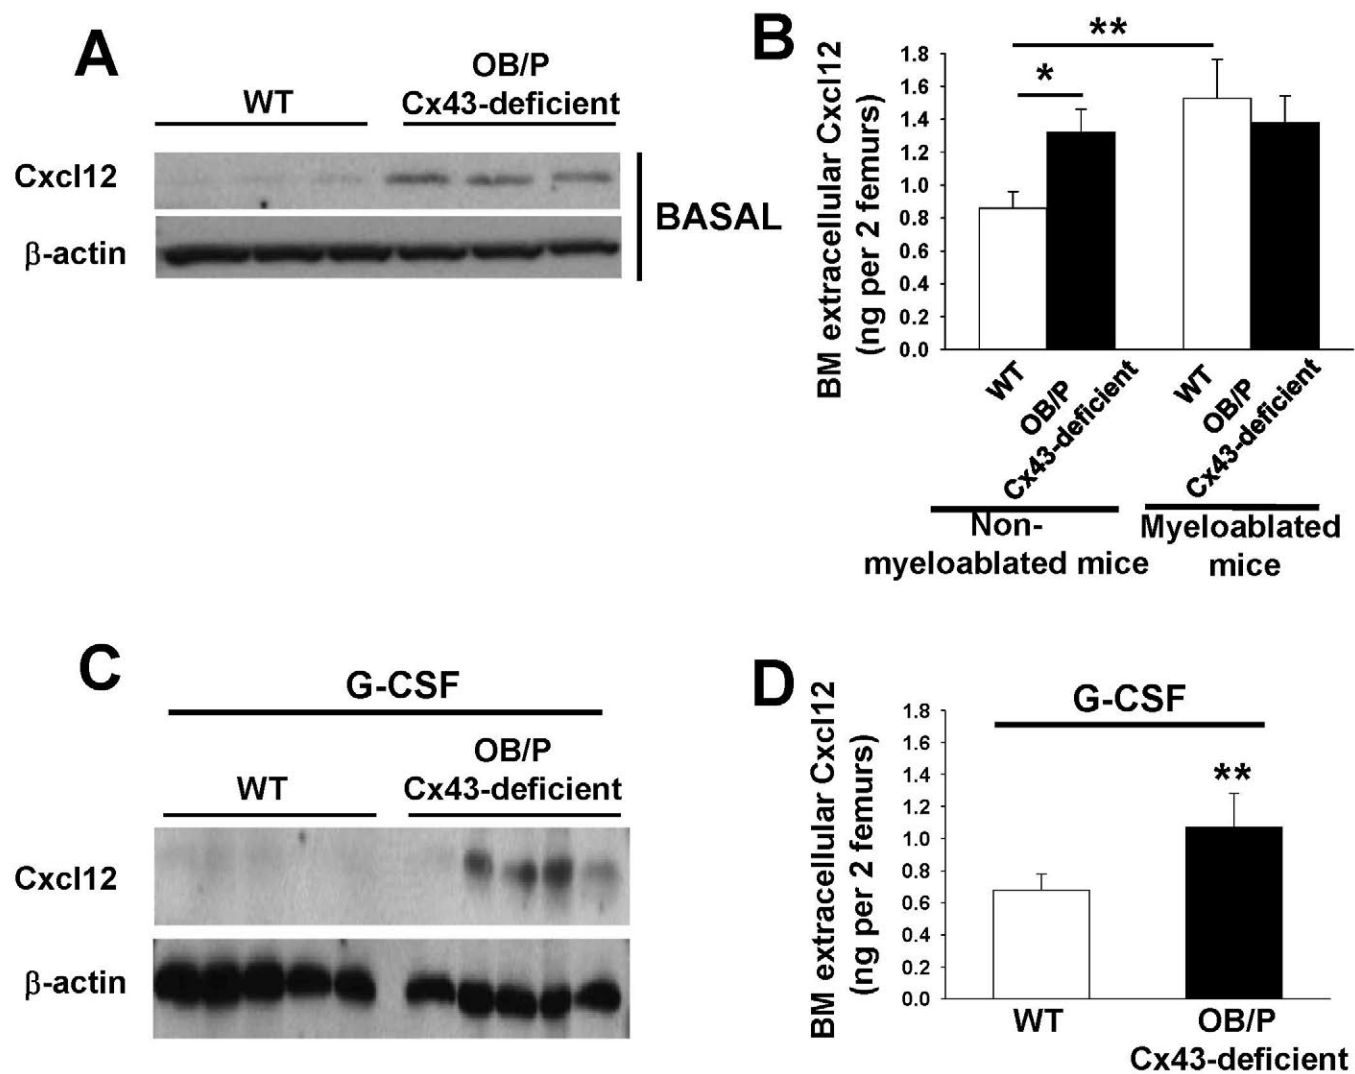 A
WT
OB/P
Cx43-deficient
Cxcl12
β-actin
BASAL
B
BM extracellular Cxcl12
(ng per 2 femurs)
1.8
1.6
1.4
1.2
1.0
0.8
0.6
0.4
0.2
0.0
*
**
WT
OB/P
Cx43-deficient
WT
OB/P
Cx43-deficient
Non-
myeloablated mice
Myeloablated
mice
C
G-CSF
WT
OB/P
Cx43-deficient
Cxcl12
β-actin
D
BM extracellular Cxcl12
(ng per 2 femurs)
G-CSF
1.8
1.6
1.4
1.2
1.0
0.8
0.6
0.4
0.2
0.0
**
WT
OB/P
Cx43-deficient